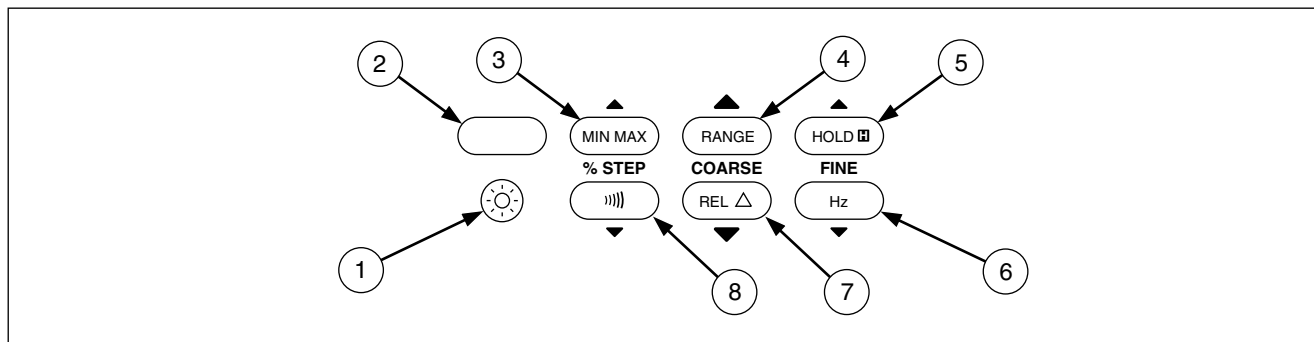 2 3 4 5
MIN MAX RANGE HOLD H
% STEP COARSE FINE
REL △ Hz
1 8 7 6